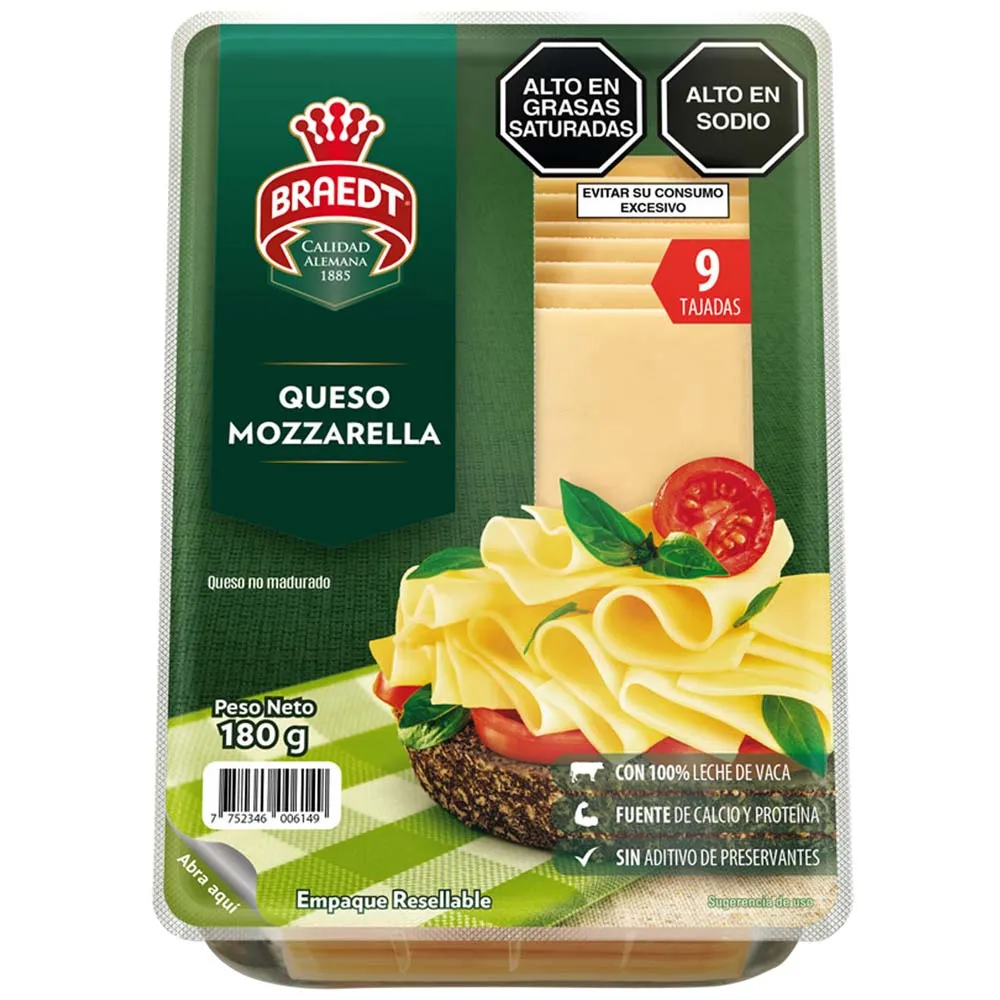 BRAEDT®
CALIDAD
ALEMANA
1885
ALTO EN
GRASAS
SATURADAS
ALTO EN
SODIO
EVITAR SU CONSUMO
EXCESIVO
9
TAJADAS
QUESO
MOZZARELLA
Queso no madurado
Peso Neto
180 g
7 752346 006149
CON 100% LECHE DE VACA
FUENTE DE CALCIO Y PROTEÍNA
SIN ADITIVO DE PRESERVANTES
Abra aquí
Empaque Resellable
Sugerencia de uso